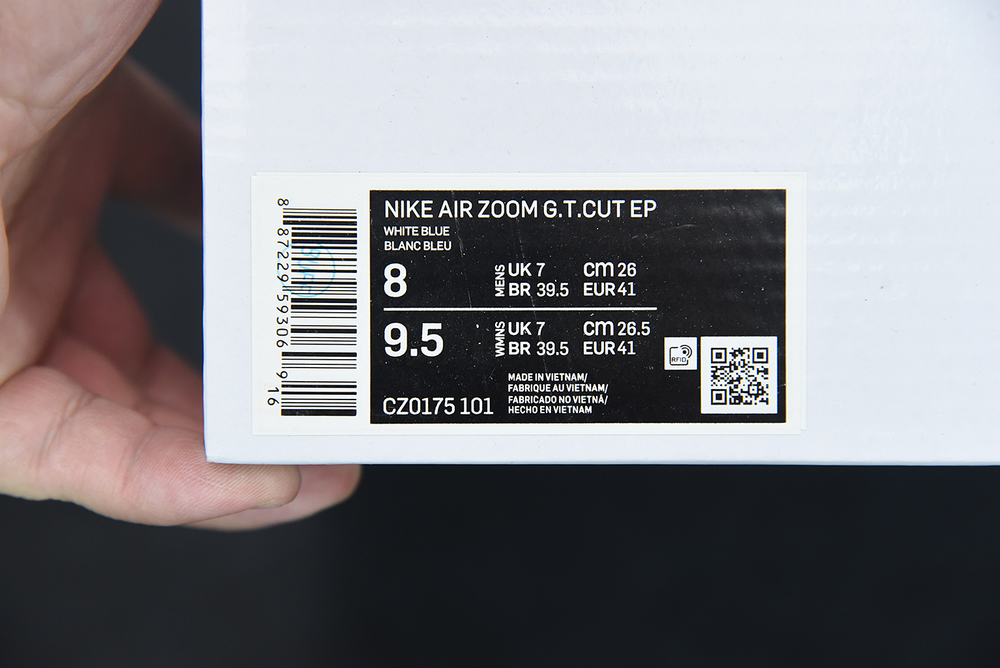 NIKE AIR ZOOM G.T.CUT EP
WHITE BLUE
BLANC BLEU
8
MENS
UK 7
cm 26
BR 39.5
EUR 41
9.5
WMNS
UK 7
cm 26.5
BR 39.5
EUR 41
MADE IN VIETNAM/
FABRIQUE AU VIETNAM/
FABRICADO NO VIETNÃ/
HECHO EN VIETNAM
CZ0175 101
RFID
8 87229 59306 9 16